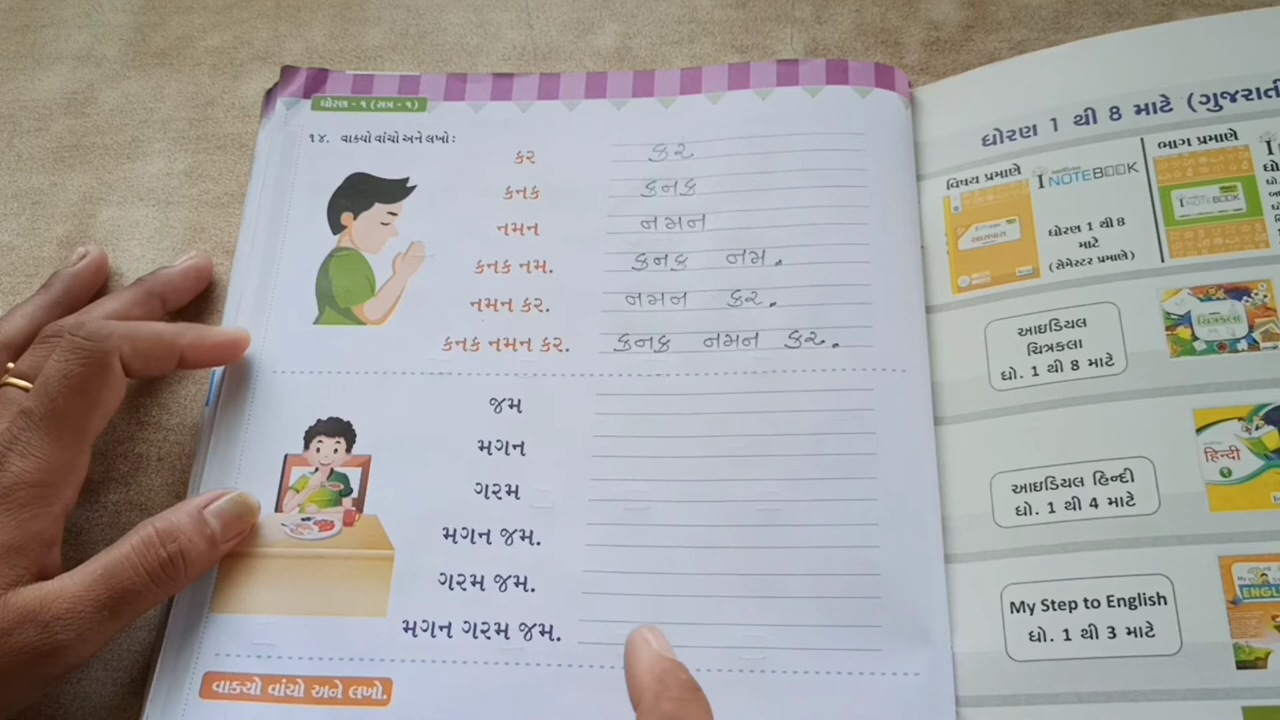 ધોરણ - ૧ (સત્ર - ૧)
૧૪. વાક્યો વાંચો અને લખો :
કર કર
કનક કનક
નમન નમન
કનક નમ. કનક નમ.
નમન કર. નમન કર.
કનક નમન કર. કનક નમન કર.
જમ
મગન
ગરમ
મગન જમ.
ગરમ જમ.
મગન ગરમ જમ.
વાક્યો વાંચો અને લખો.
ધોરણ 1 થી 8 માટે (ગુજરાતી
વિષય પ્રમાણે
INOTEBOOK
ભાગ પ્રમાણે
INOTEBOOK
ધોરણ 1 થી 8
માટે
(સેમેસ્ટર પ્રમાણે)
આઇડિયલ
ચિત્રકલા
ધો. 1 થી 8 માટે
ચિત્રકલા
આઇડિયલ હિન્દી
ધો. 1 થી 4 માટે
हिन्दी
My Step to English
ધો. 1 થી 3 માટે